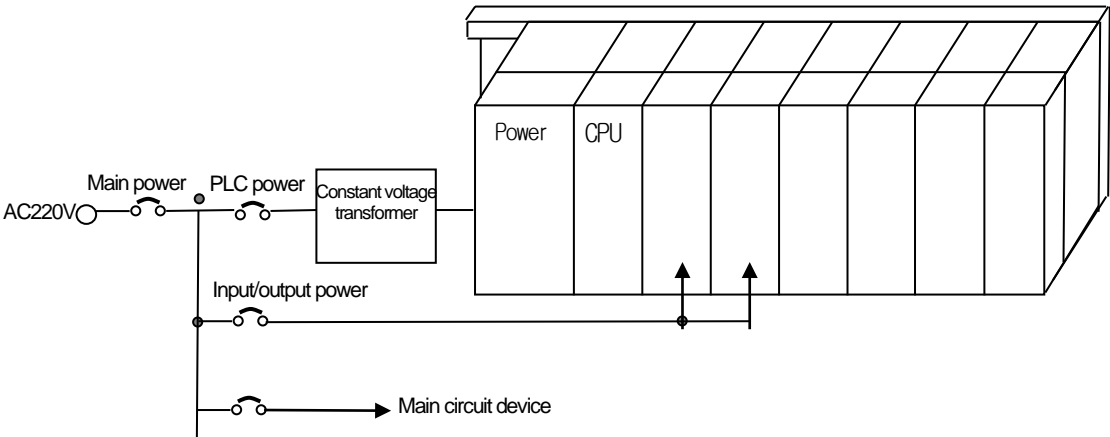 Power
CPU
Main power
PLC power
AC220V
Constant voltage
transformer
Input/output power
Main circuit device